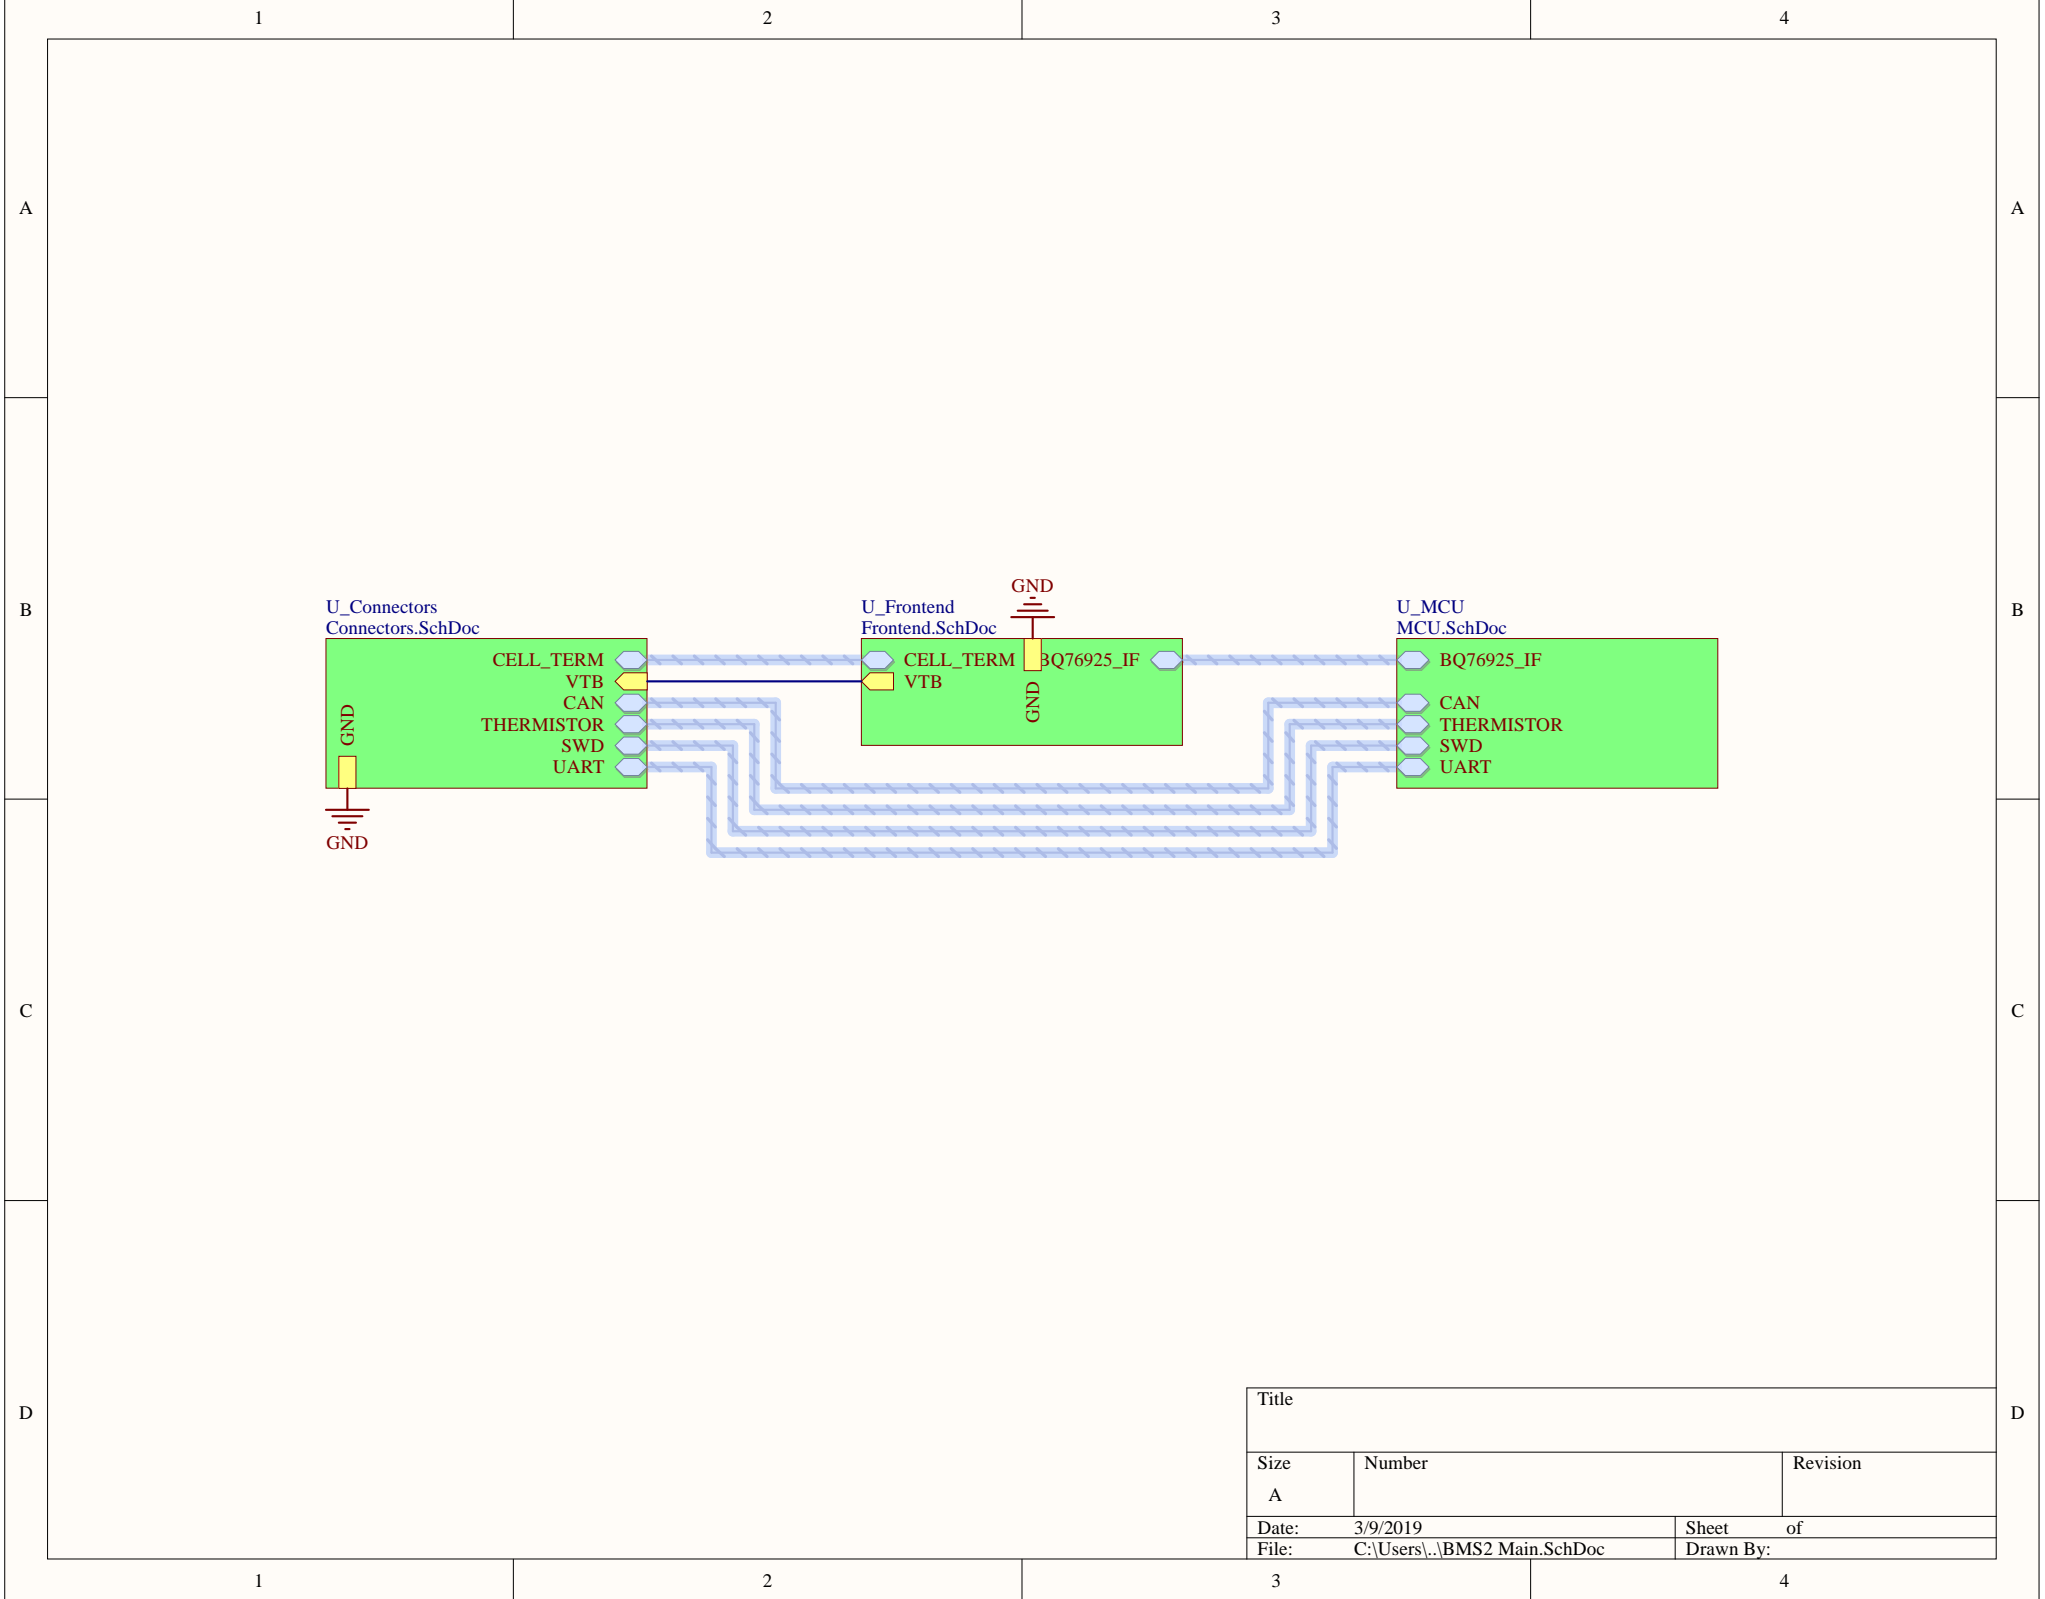 1 2 3 4
A A
B B
C C
D D
GND
U_Connectors
Connectors.SchDoc
CELL_TERM
VTB
CAN
THERMISTOR
SWD
UART
GND
GND
U_Frontend
Frontend.SchDoc
CELL_TERM
VTB
GND
BQ76925_IF
U_MCU
MCU.SchDoc
BQ76925_IF
CAN
THERMISTOR
SWD
UART
Title
Size Number Revision
A
Date: 3/9/2019 Sheet of
File: C:\Users\..\BMS2 Main.SchDoc Drawn By:
1 2 3 4